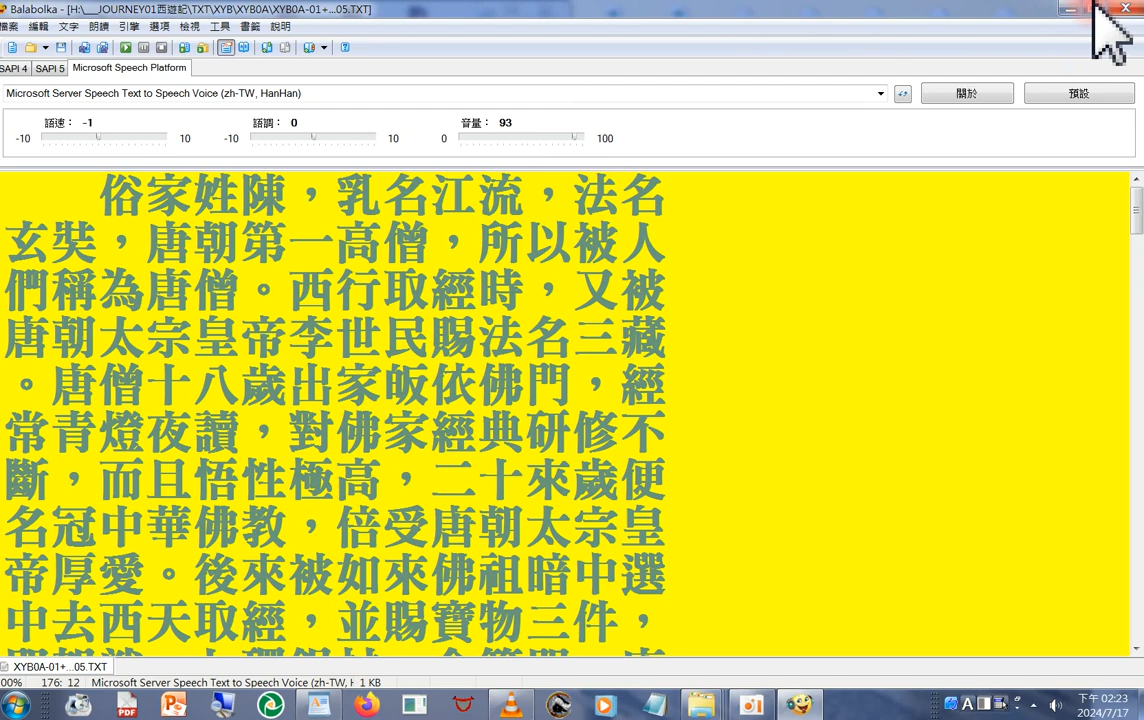 Balabolka - [H:\___JOURNEY01西遊記\TXT\XYB\XYB0A\XYB0A-01+...05.TXT]
檔案 編輯 文字 朗讀 引擎 選項 檢視 工具 書籤 說明
SAPI 4 SAPI 5 Microsoft Speech Platform
Microsoft Server Speech Text to Speech Voice (zh-TW, HanHan) 關於 預設
語速： -1 語調： 0 音量： 93
-10 10 -10 10 0 100
俗家姓陳，乳名江流，法名
玄奘，唐朝第一高僧，所以被人
們稱為唐僧。西行取經時，又被
唐朝太宗皇帝李世民賜法名三藏
。唐僧十八歲出家皈依佛門，經
常青燈夜讀，對佛家經典研修不
斷，而且悟性極高，二十來歲便
名冠中華佛教，倍受唐朝太宗皇
帝厚愛。後來被如來佛祖暗中選
中去西天取經，並賜寶物三件，
XYB0A-01+...05.TXT
00% 176: 12 Microsoft Server Speech Text to Speech Voice (zh-TW, H 1 KB
PDF A 下午 02:23
2024/7/17